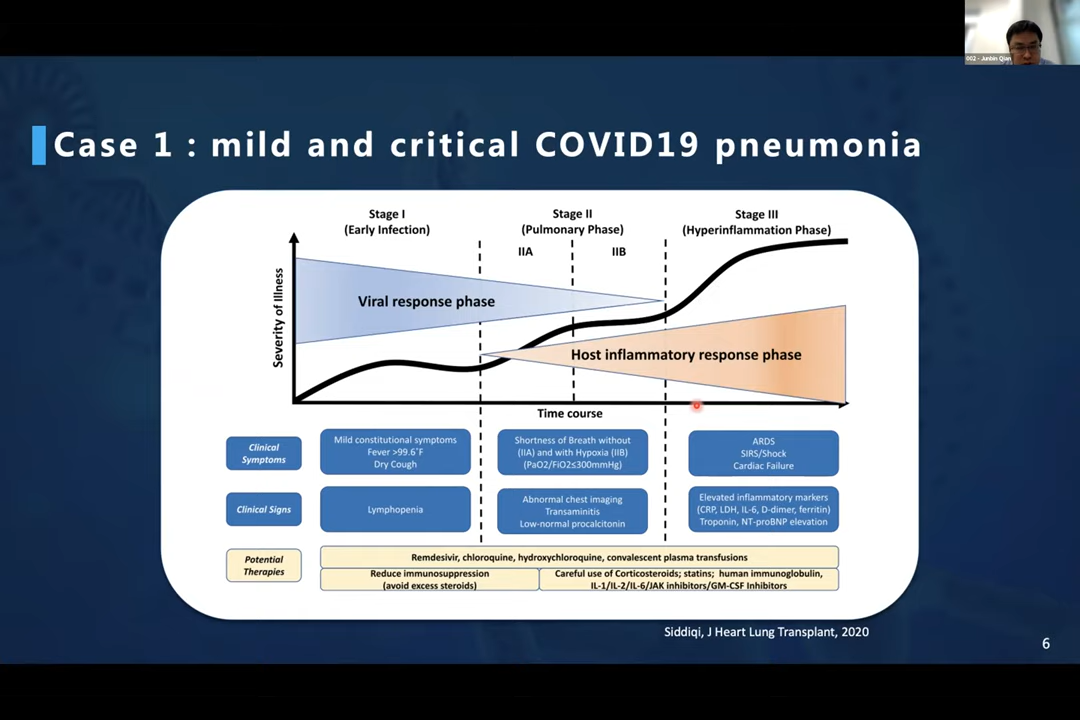 002 - Junbin Qian
Case 1 : mild and critical COVID19 pneumonia
Stage I
(Early Infection)
Stage II
(Pulmonary Phase)
Stage III
(Hyperinflammation Phase)
IIA
IIB
Severity of Illness
Viral response phase
Host inflammatory response phase
Time course
Clinical
Symptoms
Mild constitutional symptoms
Fever >99.6°F
Dry Cough
Shortness of Breath without
(IIA) and with Hypoxia (IIB)
(PaO2/FiO2≤300mmHg)
ARDS
SIRS/Shock
Cardiac Failure
Clinical Signs
Lymphopenia
Abnormal chest imaging
Transaminitis
Low-normal procalcitonin
Elevated inflammatory markers
(CRP, LDH, IL-6, D-dimer, ferritin)
Troponin, NT-proBNP elevation
Potential
Therapies
Remdesivir, chloroquine, hydroxychloroquine, convalescent plasma transfusions
Reduce immunosuppression
(avoid excess steroids)
Careful use of Corticosteroids; statins; human immunoglobulin,
IL-1/IL-2/IL-6/JAK inhibitors/GM-CSF Inhibitors
Siddiqi, J Heart Lung Transplant, 2020
6